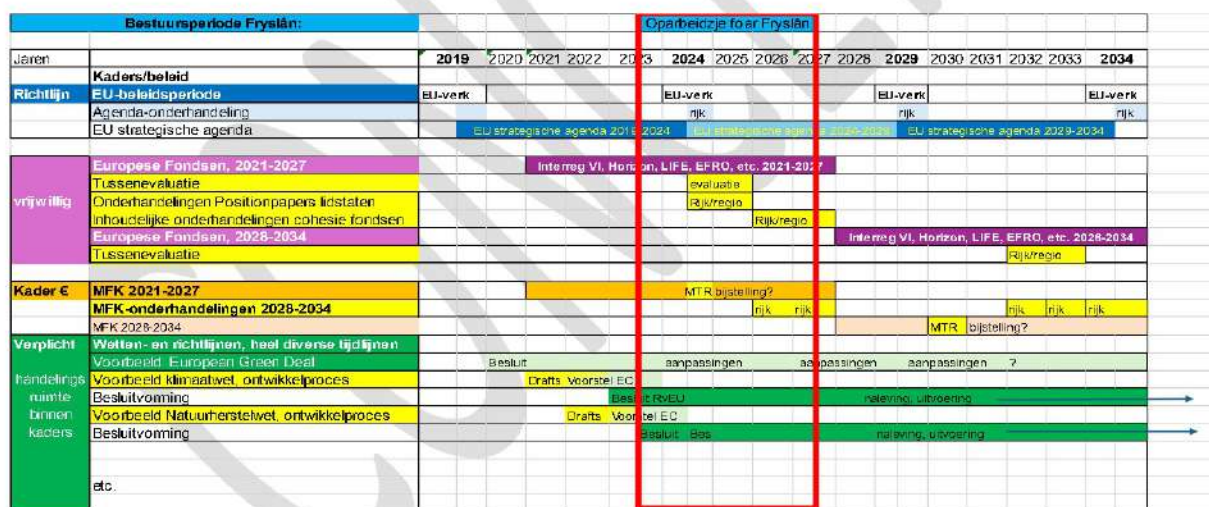 Bestuursperiode Fryslân: Oparbeidzje foar Fryslân
Jaren 2019 2020 2021 2022 2023 2024 2025 2026 2027 2028 2029 2030 2031 2032 2033 2034
Kaders/beleid
Richtlijn EU-beleidsperiode EU-verk EU-verk EU-verk EU-verk
Agenda-onderhandeling rijk rijk rijk
EU strategische agenda EU strategische agenda 2019-2024 EU strategische agenda 2024-2029 EU strategische agenda 2029-2034
Europese Fondsen, 2021-2027 Interreg VI, Horizon, LIFE, EFRO, etc. 2021-2027
Tussenevaluatie evaluatie
vrijwillig Onderhandelingen Positionpapers lidstaten Rijk/regio
Inhoudelijke onderhandelingen cohesie fondsen Rijk/regio
Europese Fondsen, 2028-2034 Interreg VI, Horizon, LIFE, EFRO, etc. 2028-2034
Tussenevaluatie Rijk/regio
Kader € MFK 2021-2027 MTR bijstelling?
MFK-onderhandelingen 2028-2034 rijk rijk rijk rijk rijk
MFK 2028-2034 MTR bijstelling?
Verplicht Wetten- en richtlijnen, heel diverse tijdlijnen
Voorbeeld European Green Deal Besluit aanpassingen aanpassingen aanpassingen ?
handelings Voorbeeld klimaatwet, ontwikkelproces Drafts Voorstel EC
ruimte Besluitvorming Besluit RvEU naleving, uitvoering
binnen Voorbeeld Natuurherstelwet, ontwikkelproces Drafts Voorstel EC
kaders Besluitvorming Besluit Bes naleving, uitvoering
etc.